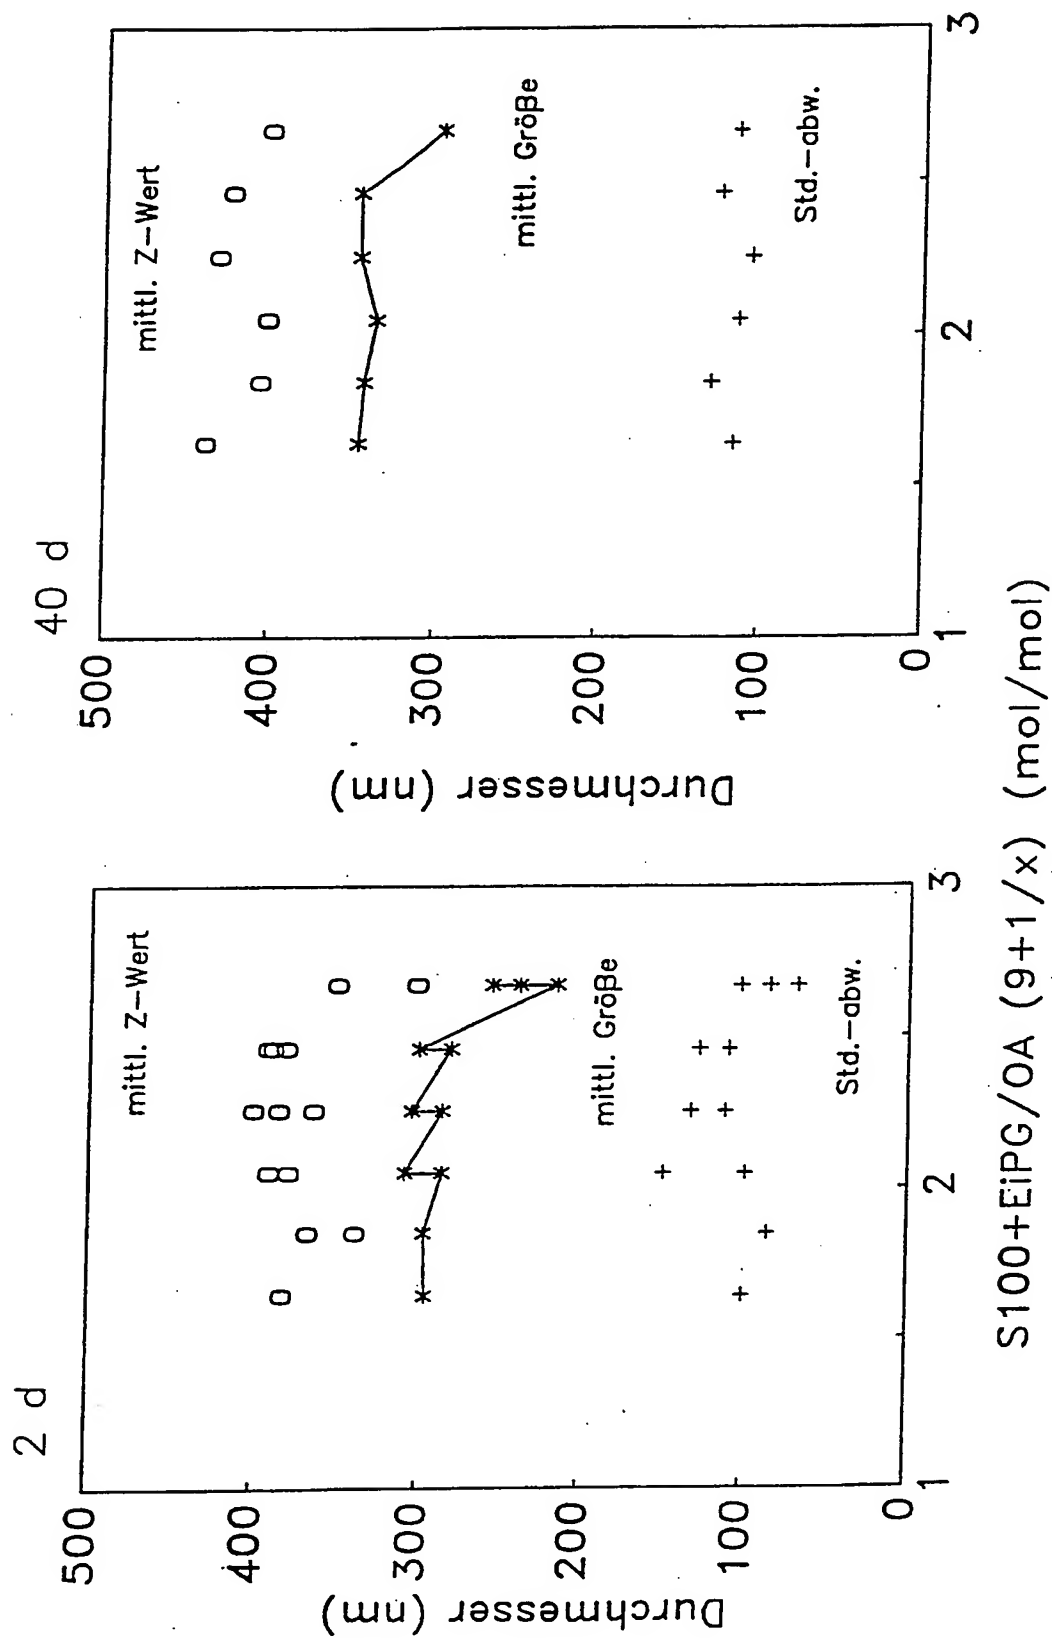 2 d
Durchmesser (nm)
500
400
300
200
100
0
1
2
3
mittl. Z-Wert
mittl. Größe
Std.-abw.
40 d
Durchmesser (nm)
500
400
300
200
100
0
1
2
3
mittl. Z-Wert
mittl. Größe
Std.-abw.
S100+EiPG/OA (9+1/x) (mol/mol)